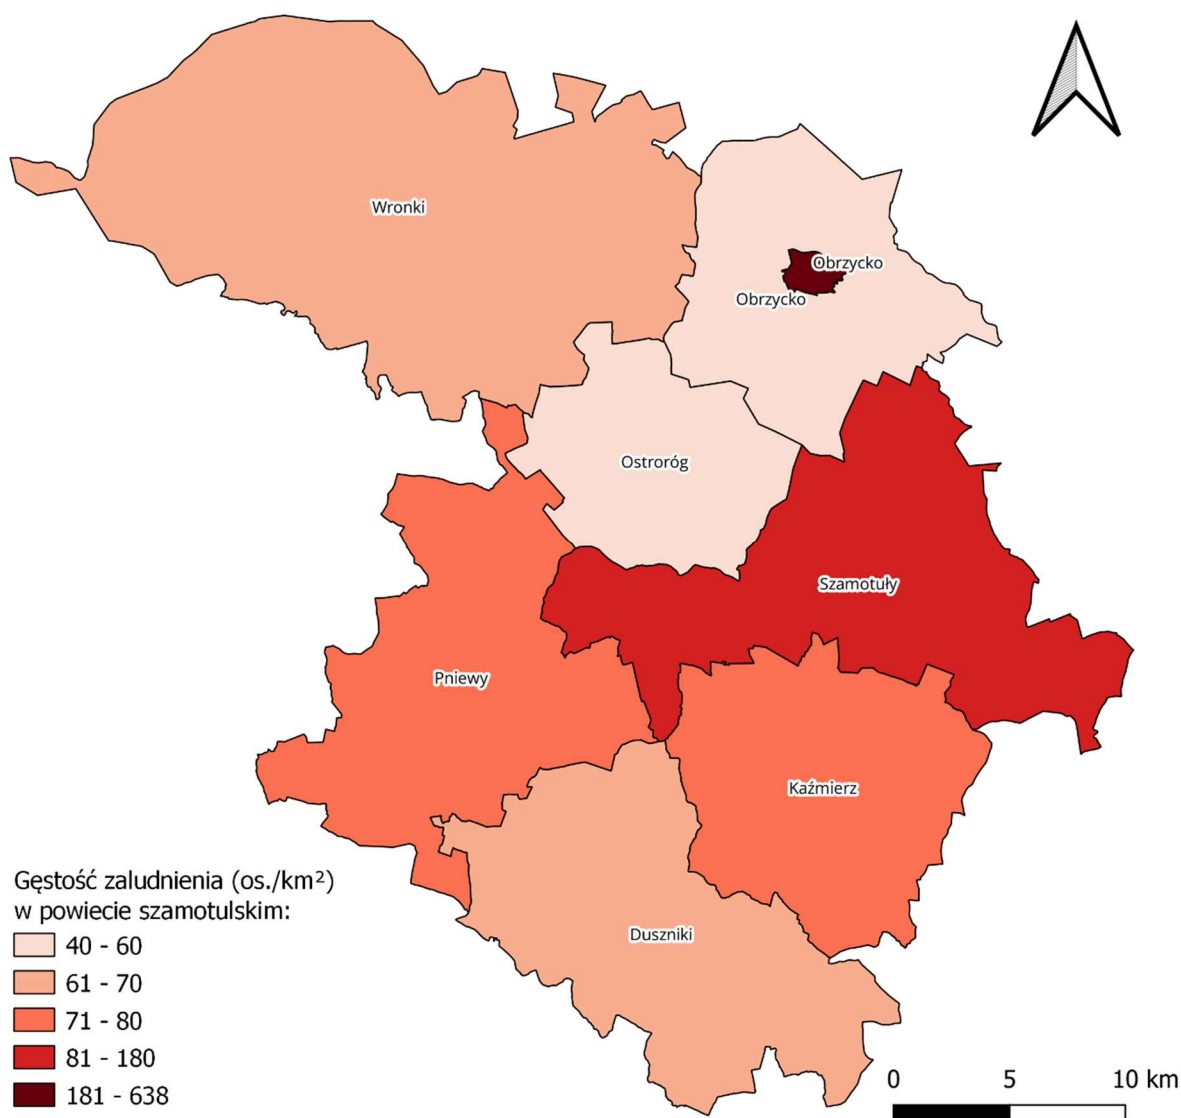 Wronki
Obrzycko
Obrzycko
Ostroróg
Szamotuły
Pniewy
Kaźmierz
Duszniki
Gęstość zaludnienia (os./km²)
w powiecie szamotulskim:
40 - 60
61 - 70
71 - 80
81 - 180
181 - 638
0 5 10 km